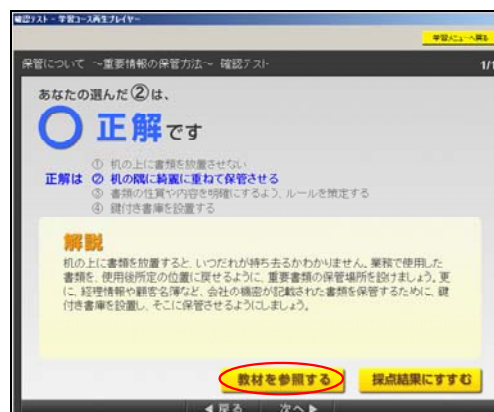 確認テスト - 学習コース再生プレイヤー
学習メニューへ戻る
保管について ～重要情報の保管方法～ 確認テスト
1/1
あなたの選んだ②は、
正解です
① 机の上に書類を放置させない
正解は ② 机の隅に綺麗に重ねて保管させる
③ 書類の性質や内容を明確にするよう、ルールを策定する
④ 鍵付き書庫を設置する
解説
机の上に書類を放置すると、いつだれが持ち去るかわかりません。業務で使用した
書類を、使用後所定の位置に戻せるように、重要書類の保管場所を設けましょう。更
に、経理情報や顧客名簿など、会社の機密が記載された書類を保管するために、鍵
付き書庫を設置し、そこに保管させるようにしましょう。
教材を参照する
採点結果にすすむ
◀ 戻る 次へ ▶